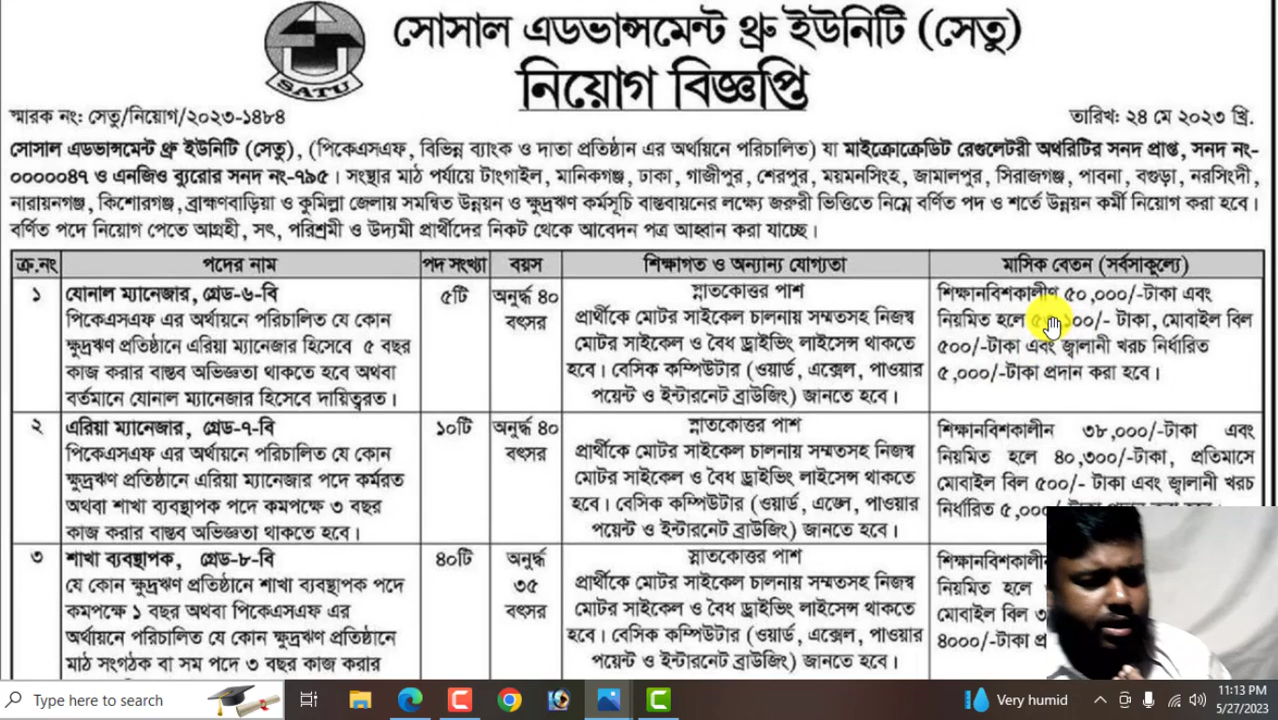 সোসাল এডভান্সমেন্ট থ্রু ইউনিটি (সেতু)
SATU
নিয়োগ বিজ্ঞপ্তি
স্মারক নং: সেতু/নিয়োগ/২০২৩-১৪৮৪
তারিখ: ২৪ মে ২০২৩ খ্রি.
সোসাল এডভান্সমেন্ট থ্রু ইউনিটি (সেতু), (পিকেএসএফ, বিভিন্ন ব্যাংক ও দাতা প্রতিষ্ঠান এর অর্থায়নে পরিচালিত) যা মাইক্রোক্রেডিট রেগুলেটরী অথরিটির সনদ প্রাপ্ত, সনদ নং-
০০০০০৪৭ ও এনজিও ব্যুরোর সনদ নং-৭৯৫। সংস্থার মাঠ পর্যায়ে টাংগাইল, মানিকগঞ্জ, ঢাকা, গাজীপুর, শেরপুর, ময়মনসিংহ, জামালপুর, সিরাজগঞ্জ, পাবনা, বগুড়া, নরসিংদী,
নারায়নগঞ্জ, কিশোরগঞ্জ, ব্রাহ্মণবাড়িয়া ও কুমিল্লা জেলায় সমন্বিত উন্নয়ন ও ক্ষুদ্রঋণ কর্মসূচি বাস্তবায়নের লক্ষ্যে জরুরী ভিত্তিতে নিম্নে বর্ণিত পদ ও শর্তে উন্নয়ন কর্মী নিয়োগ করা হবে।
বর্ণিত পদে নিয়োগ পেতে আগ্রহী, সৎ, পরিশ্রমী ও উদ্যমী প্রার্থীদের নিকট থেকে আবেদন পত্র আহ্বান করা যাচ্ছে।
ক্র.নং পদের নাম পদ সংখ্যা বয়স শিক্ষাগত ও অন্যান্য যোগ্যতা মাসিক বেতন (সর্বসাকুল্যে)
১
যোনাল ম্যানেজার, গ্রেড-৬-বি
পিকেএসএফ এর অর্থায়নে পরিচালিত যে কোন
ক্ষুদ্রঋণ প্রতিষ্ঠানে এরিয়া ম্যানেজার হিসেবে ৫ বছর
কাজ করার বাস্তব অভিজ্ঞতা থাকতে হবে অথবা
বর্তমানে যোনাল ম্যানেজার হিসেবে দায়িত্বরত।
৫টি
অনুর্দ্ধ ৪০
বৎসর
স্নাতকোত্তর পাশ
প্রার্থীকে মোটর সাইকেল চালনায় সম্মতসহ নিজস্ব
মোটর সাইকেল ও বৈধ ড্রাইভিং লাইসেন্স থাকতে
হবে। বেসিক কম্পিউটার (ওয়ার্ড, এক্সেল, পাওয়ার
পয়েন্ট ও ইন্টারনেট ব্রাউজিং) জানতে হবে।
শিক্ষানবিশকালীণ ৫০,০০০/-টাকা এবং
নিয়মিত হলে টাকা, মোবাইল বিল
৫০০/-টাকা এবং জ্বালানী খরচ নির্ধারিত
৫,০০০/-টাকা প্রদান করা হবে।
২
এরিয়া ম্যানেজার, গ্রেড-৭-বি
পিকেএসএফ এর অর্থায়নে পরিচালিত যে কোন
ক্ষুদ্রঋণ প্রতিষ্ঠানে এরিয়া ম্যানেজার পদে কর্মরত
অথবা শাখা ব্যবস্থাপক পদে কমপক্ষে ৩ বছর
কাজ করার বাস্তব অভিজ্ঞতা থাকতে হবে।
১০টি
অনুর্দ্ধ ৪০
বৎসর
স্নাতকোত্তর পাশ
প্রার্থীকে মোটর সাইকেল চালনায় সম্মতসহ নিজস্ব
মোটর সাইকেল ও বৈধ ড্রাইভিং লাইসেন্স থাকতে
হবে। বেসিক কম্পিউটার (ওয়ার্ড, এক্সেল, পাওয়ার
পয়েন্ট ও ইন্টারনেট ব্রাউজিং) জানতে হবে।
শিক্ষানবিশকালীন ৩৮,০০০/-টাকা এবং
নিয়মিত হলে ৪০,৩০০/-টাকা, প্রতিমাসে
মোবাইল বিল ৫০০/- টাকা এবং জ্বালানী খরচ
নির্ধারিত
৩
শাখা ব্যবস্থাপক, গ্রেড-৮-বি
যে কোন ক্ষুদ্রঋণ প্রতিষ্ঠানে শাখা ব্যবস্থাপক পদে
কমপক্ষে ১ বছর অথবা পিকেএসএফ এর
অর্থায়নে পরিচালিত যে কোন ক্ষুদ্রঋণ প্রতিষ্ঠানে
মাঠ সংগঠক বা সম পদে ৩ বছর কাজ করার
৪০টি
অনুর্দ্ধ
৩৫
বৎসর
স্নাতকোত্তর পাশ
প্রার্থীকে মোটর সাইকেল চালনায় সম্মতসহ নিজস্ব
মোটর সাইকেল ও বৈধ ড্রাইভিং লাইসেন্স থাকতে
হবে। বেসিক কম্পিউটার (ওয়ার্ড, এক্সেল, পাওয়ার
পয়েন্ট ও ইন্টারনেট ব্রাউজিং) জানতে হবে।
শিক্ষানবিশকালীন
নিয়মিত হলে
মোবাইল বিল
৪০০০/-টাকা
Type here to search
Very humid
11:13 PM
5/27/2023